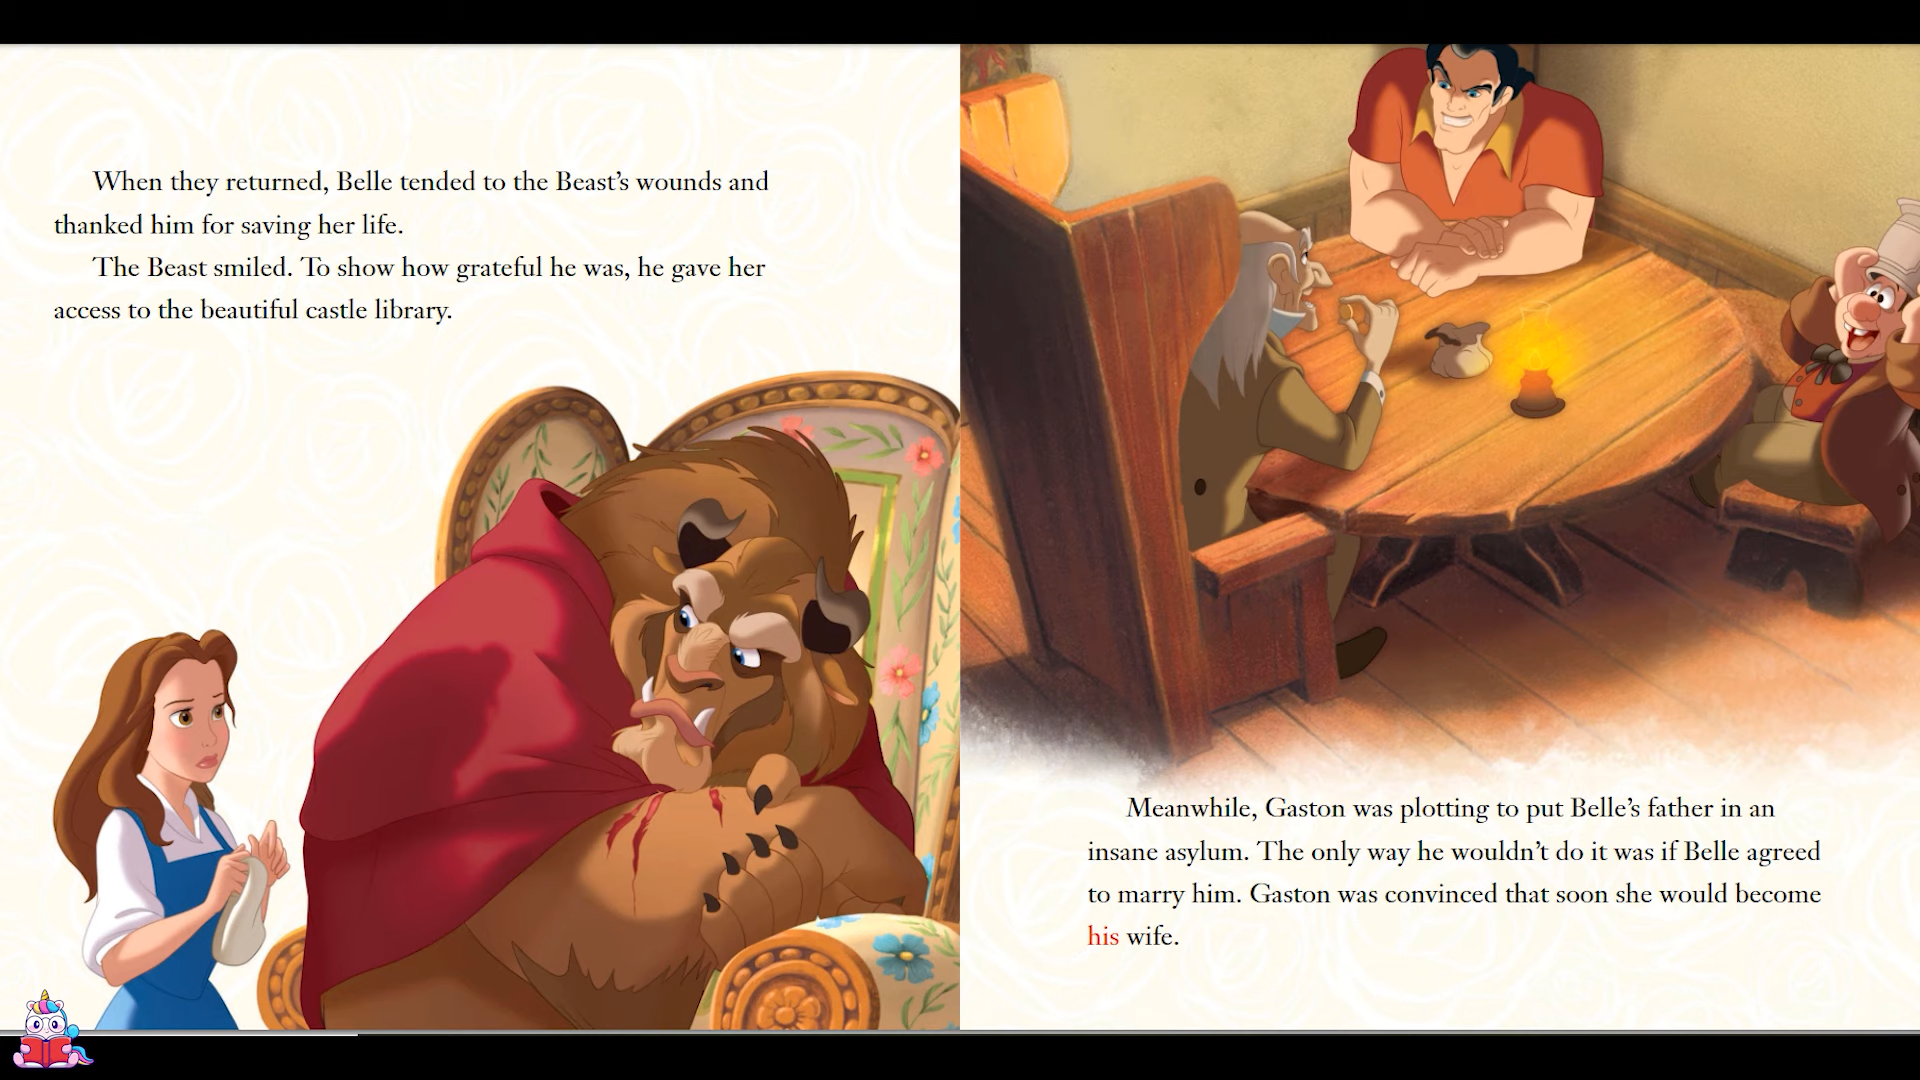 When they returned, Belle tended to the Beast’s wounds and
thanked him for saving her life.
The Beast smiled. To show how grateful he was, he gave her
access to the beautiful castle library.
Meanwhile, Gaston was plotting to put Belle’s father in an
insane asylum. The only way he wouldn’t do it was if Belle agreed
to marry him. Gaston was convinced that soon she would become
his wife.